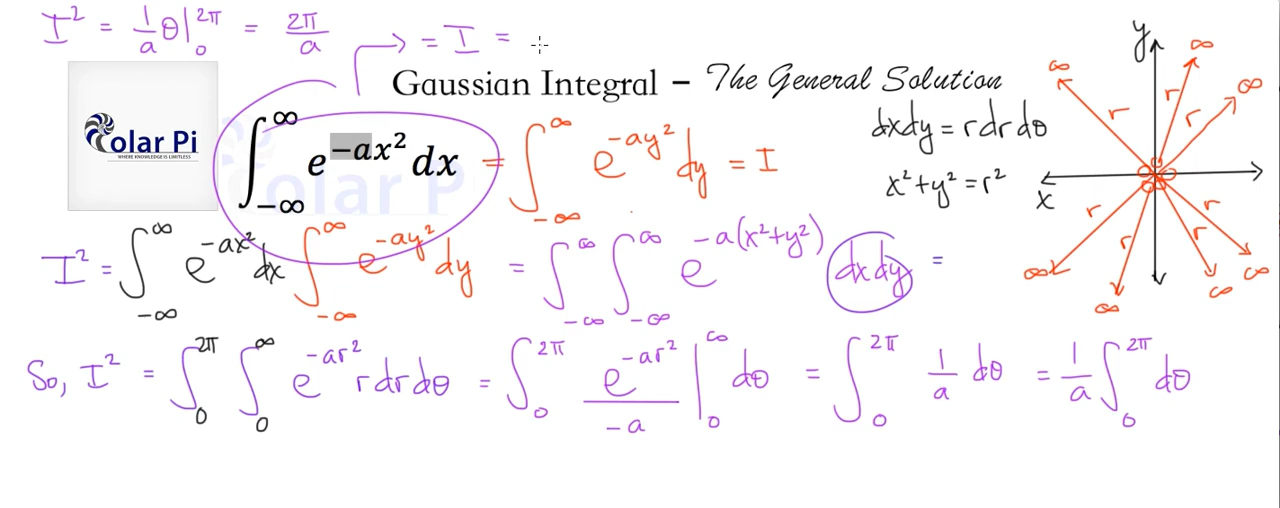 I² = 1/a θ|₀^2π = 2π/a → = I =
Gaussian Integral – The General Solution
olar Pi
WHERE KNOWLEDGE IS LIMITLESS
∫_-∞^∞ e^-ax² dx = ∫_-∞^∞ e^-ay² dy = I
dxdy = rdrdθ
x²+y²=r²
I² = ∫_-∞^∞ e^-ax² dx ∫_-∞^∞ e^-ay² dy = ∫_-∞^∞ ∫_-∞^∞ e^-a(x²+y²) dxdy =
So, I² = ∫_0^2π ∫_0^∞ e^-ar² rdrdθ = ∫_0^2π e^-ar²/-a |_0^∞ dθ = ∫_0^2π 1/a dθ = 1/a ∫_0^2π dθ
y
∞ ∞ ∞
r r r
x
r r r r
∞ ∞ ∞ ∞